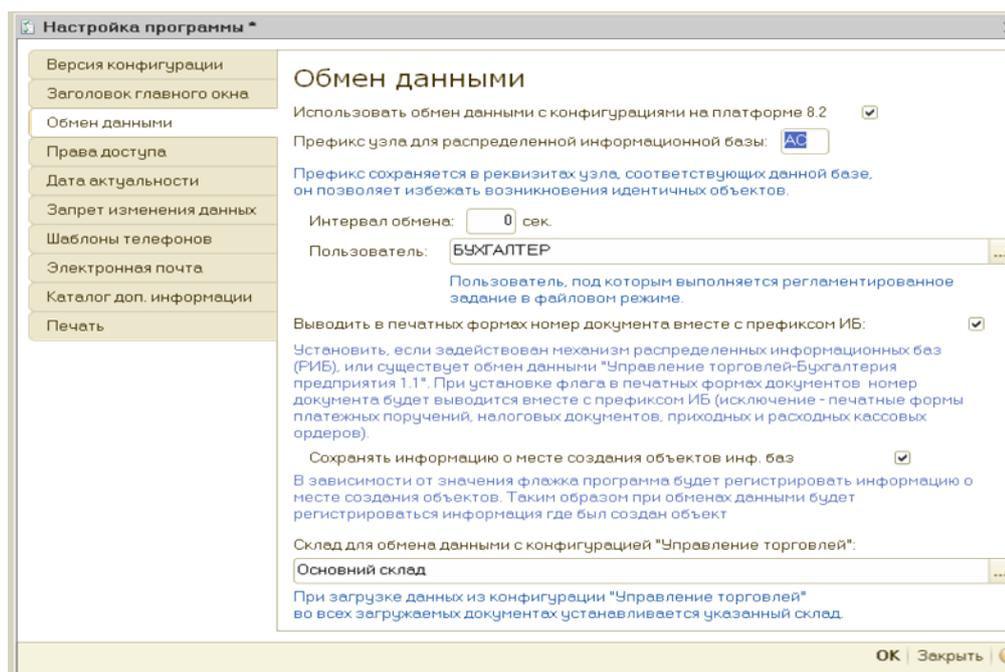 Настройка программы *
Версия конфигурации
Заголовок главного окна
Обмен данными
Права доступа
Дата актуальности
Запрет изменения данных
Шаблоны телефонов
Электронная почта
Каталог доп. информации
Печать
Обмен данными
Использовать обмен данными с конфигурациями на платформе 8.2
Префикс узла для распределенной информационной базы: АС
Префикс сохраняется в реквизитах узла, соответствующих данной базе,
он позволяет избежать возникновения идентичных объектов.
Интервал обмена: 0 сек.
Пользователь: БУХГАЛТЕР ...
Пользователь, под которым выполняется регламентированное
задание в файловом режиме.
Выводить в печатных формах номер документа вместе с префиксом ИБ:
Установить, если задействован механизм распределенных информационных баз
(РИБ), или существует обмен данными "Управление торговлей-Бухгалтерия
предприятия 1.1". При установке флага в печатных формах документов номер
документа будет выводится вместе с префиксом ИБ (исключение - печатные формы
платежных поручений, налоговых документов, приходных и расходных кассовых
ордеров).
Сохранять информацию о месте создания объектов инф. баз
В зависимости от значения флажка программа будет регистрировать информацию о
месте создания объектов. Таким образом при обменах данными будет
регистрироваться информация где был создан объект
Склад для обмена данными с конфигурацией "Управление торговлей":
Основний склад ...
При загрузке данных из конфигурации "Управление торговлей"
во всех загружаемых документах устанавливается указанный склад.
ОК Закрыть